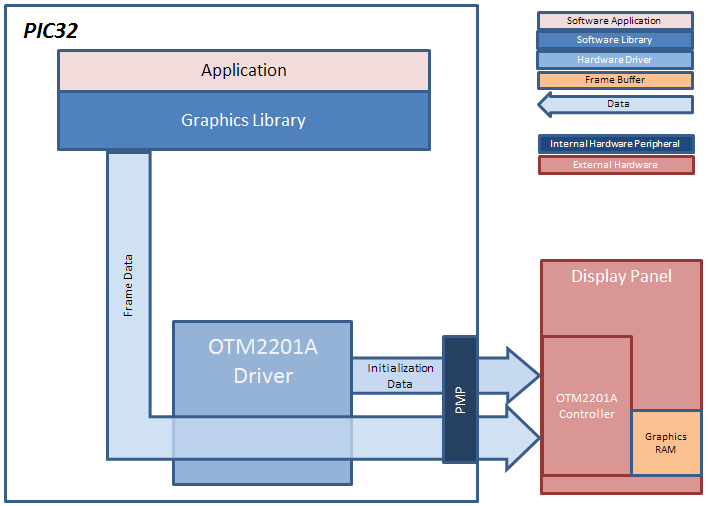 PIC32
Application
Graphics Library
Frame Data
OTM2201A
Driver
Initialization
Data
PMP
Software Application
Software Library
Hardware Driver
Frame Buffer
Data
Internal Hardware Peripheral
External Hardware
Display Panel
OTM2201A
Controller
Graphics
RAM